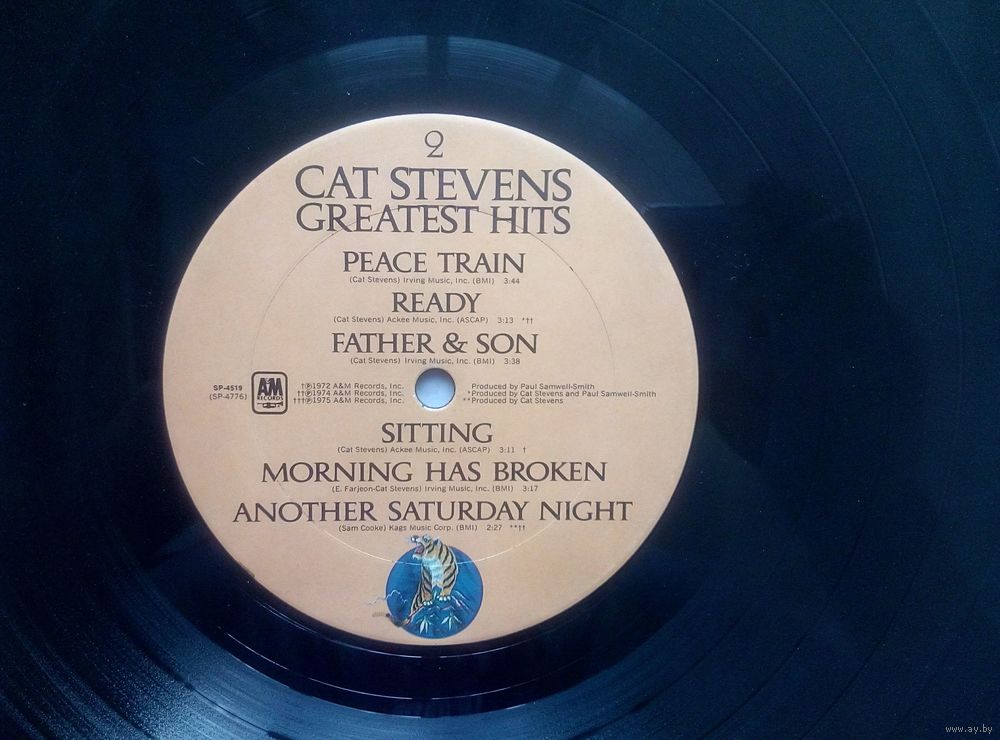 2
CAT STEVENS
GREATEST HITS
PEACE TRAIN
(Cat Stevens) Irving Music, Inc. (BMI) 3:44
READY
(Cat Stevens) Ackee Music, Inc. (ASCAP) 3:13 *††
FATHER & SON
(Cat Stevens) Irving Music, Inc. (BMI) 3:38
SP-4519
(SP-4776)
A&M
RECORDS
†℗1972 A&M Records, Inc.
††℗1974 A&M Records, Inc.
†††℗1975 A&M Records, Inc.
Produced by Paul Samwell-Smith
*Produced by Cat Stevens and Paul Samwell-Smith
**Produced by Cat Stevens
SITTING
(Cat Stevens) Ackee Music, Inc. (ASCAP) 3:11 †
MORNING HAS BROKEN
(E. Farjeon-Cat Stevens) Irving Music, Inc. (BMI) 3:17
ANOTHER SATURDAY NIGHT
(Sam Cooke) Kags Music Corp. (BMI) 2:27 **††
www.ay.by